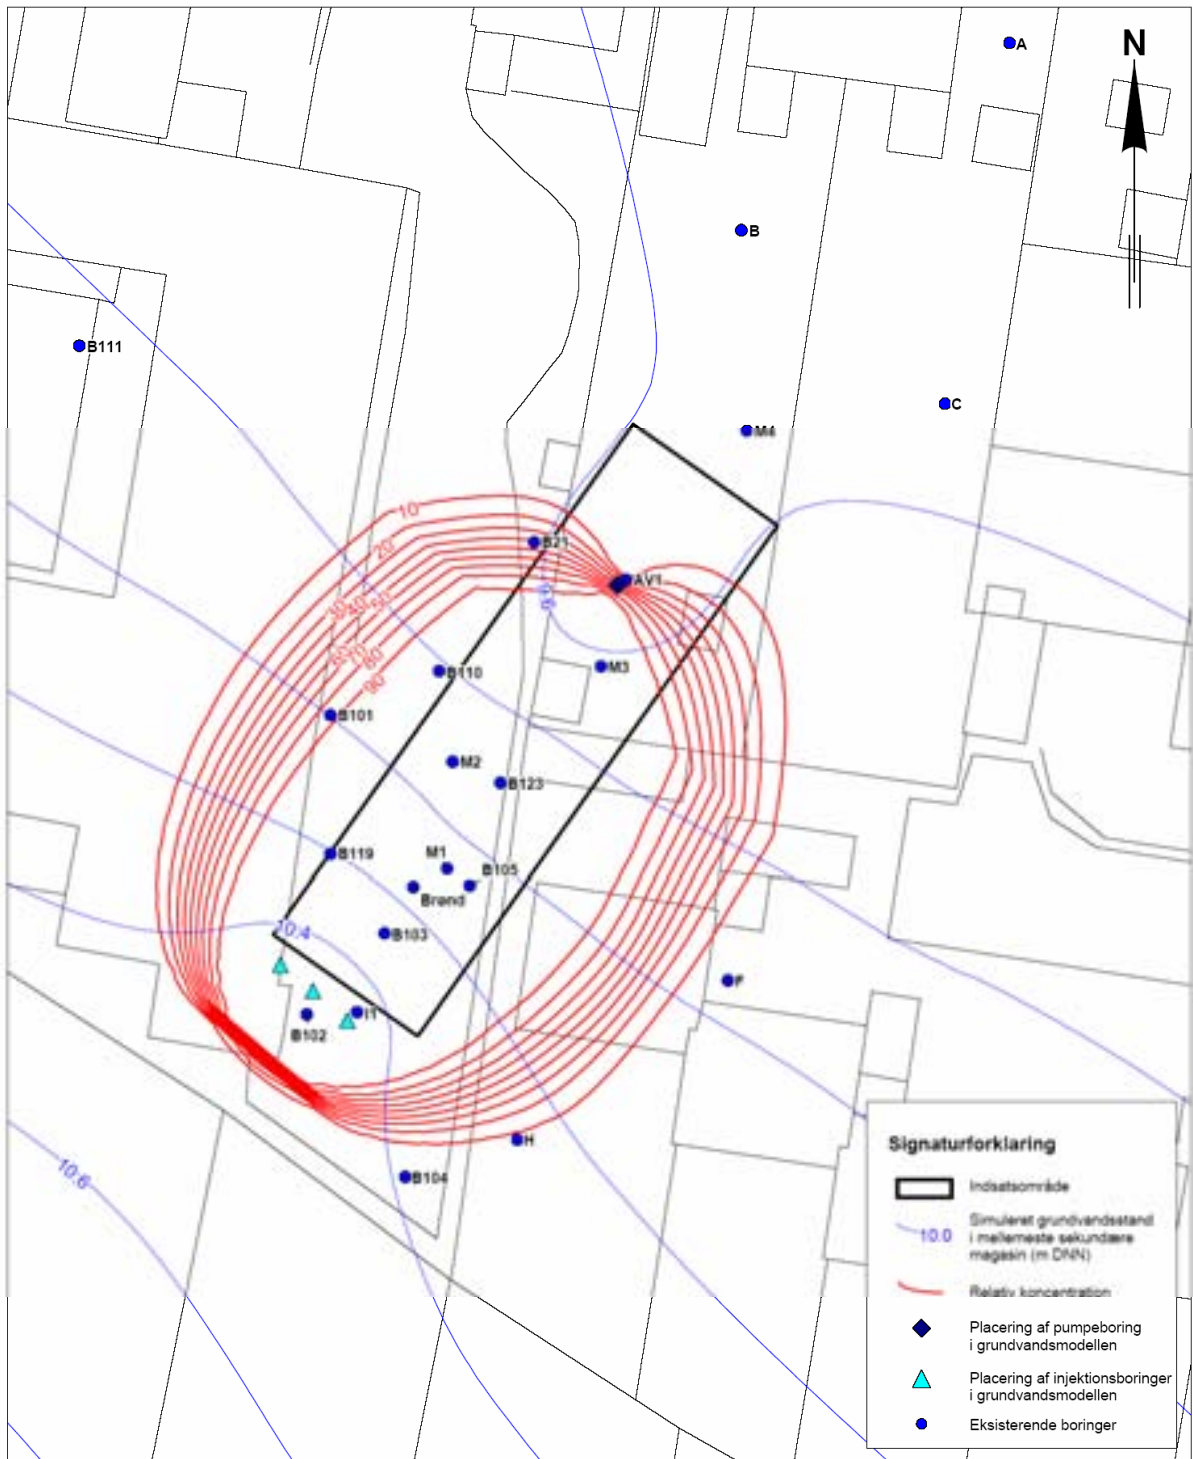 A
N
B
B111
C
M4
10
B21
20
AV1
9.9
30
40
50
60
70
80
90
M3
B110
B101
M2
B123
B119
M1
B105
Brønd
10.4
B103
F
I1
B102
H
B104
10.6
Signaturforklaring
Indsatsområde
10.0
Simuleret grundvandsstand
i mellemeste sekundære
magasin (m DNN)
Relativ koncentration
Placering af pumpeboring
i grundvandsmodellen
Placering af injektionsboringer
i grundvandsmodellen
Eksisterende boringer